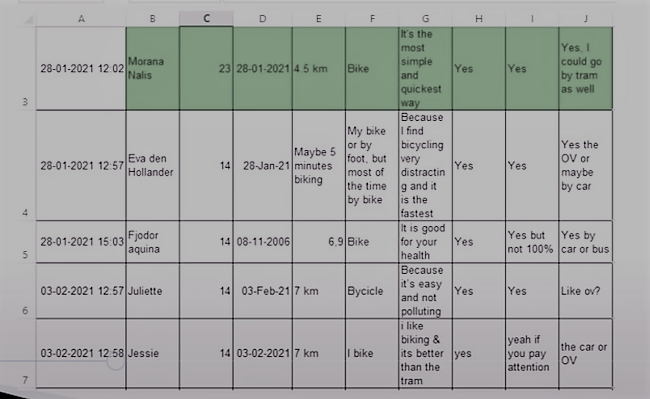 A B C D E F G H I J
3
28-01-2021 12:02
Morana
Nalis
23
28-01-2021
4.5 km
Bike
It's the
most
simple
and
quickest
way
Yes
Yes
Yes, I
could go
by tram
as well
4
28-01-2021 12:57
Eva den
Hollander
14
28-Jan-21
Maybe 5
minutes
biking
My bike
or by
foot, but
most of
the time
by bike
Because
I find
bicycling
very
distractin
g and it
is the
fastest
Yes
Yes
Yes the
OV or
maybe
by car
5
28-01-2021 15:03
Fjodor
aquina
14
08-11-2006
6,9
Bike
It is good
for your
health
Yes
Yes but
not 100%
Yes by
car or bus
6
03-02-2021 12:57
Juliette
14
03-Feb-21
7 km
Bycicle
Because
it's easy
and not
polluting
Yes
Yes
Like ov?
7
03-02-2021 12:58
Jessie
14
03-02-2021
7 km
I bike
i like
biking &
its better
than the
tram
yes
yeah if
you pay
attention
the car or
OV